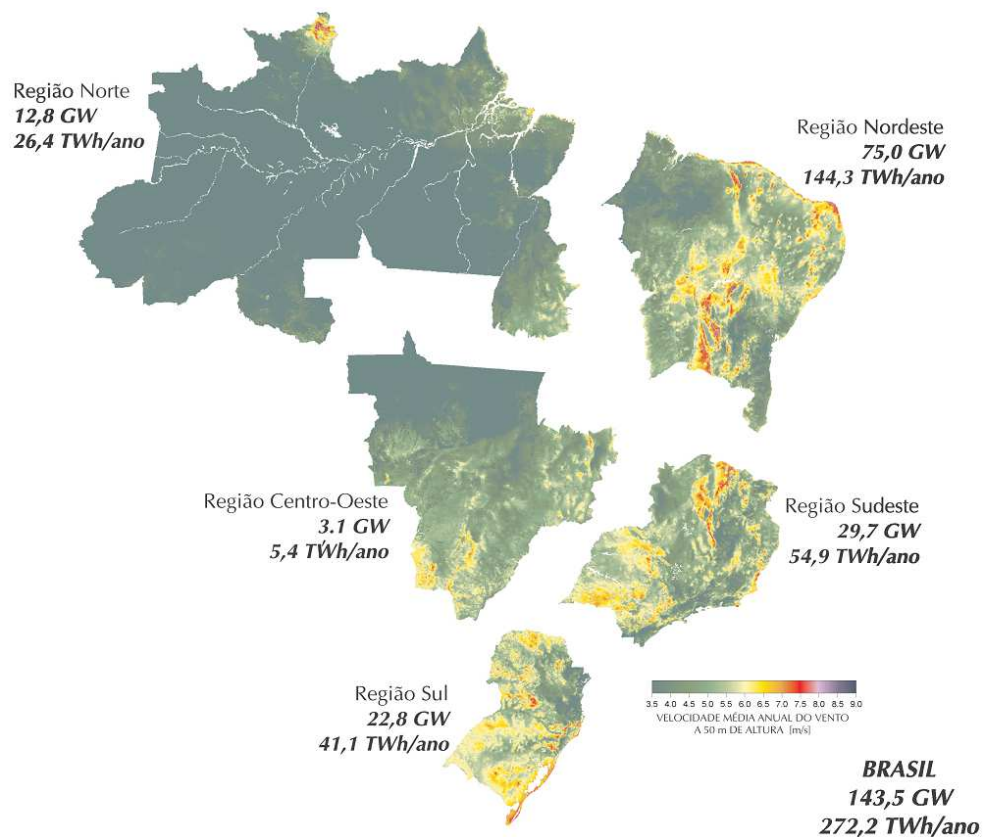 Região Norte
12,8 GW
26,4 TWh/ano
Região Nordeste
75,0 GW
144,3 TWh/ano
Região Centro-Oeste
3.1 GW
5,4 TWh/ano
Região Sudeste
29,7 GW
54,9 TWh/ano
Região Sul
22,8 GW
41,1 TWh/ano
3.5 4.0 4.5 5.0 5.5 6.0 6.5 7.0 7.5 8.0 8.5 9.0
VELOCIDADE MÉDIA ANUAL DO VENTO
A 50 m DE ALTURA [m/s]
BRASIL
143,5 GW
272,2 TWh/ano